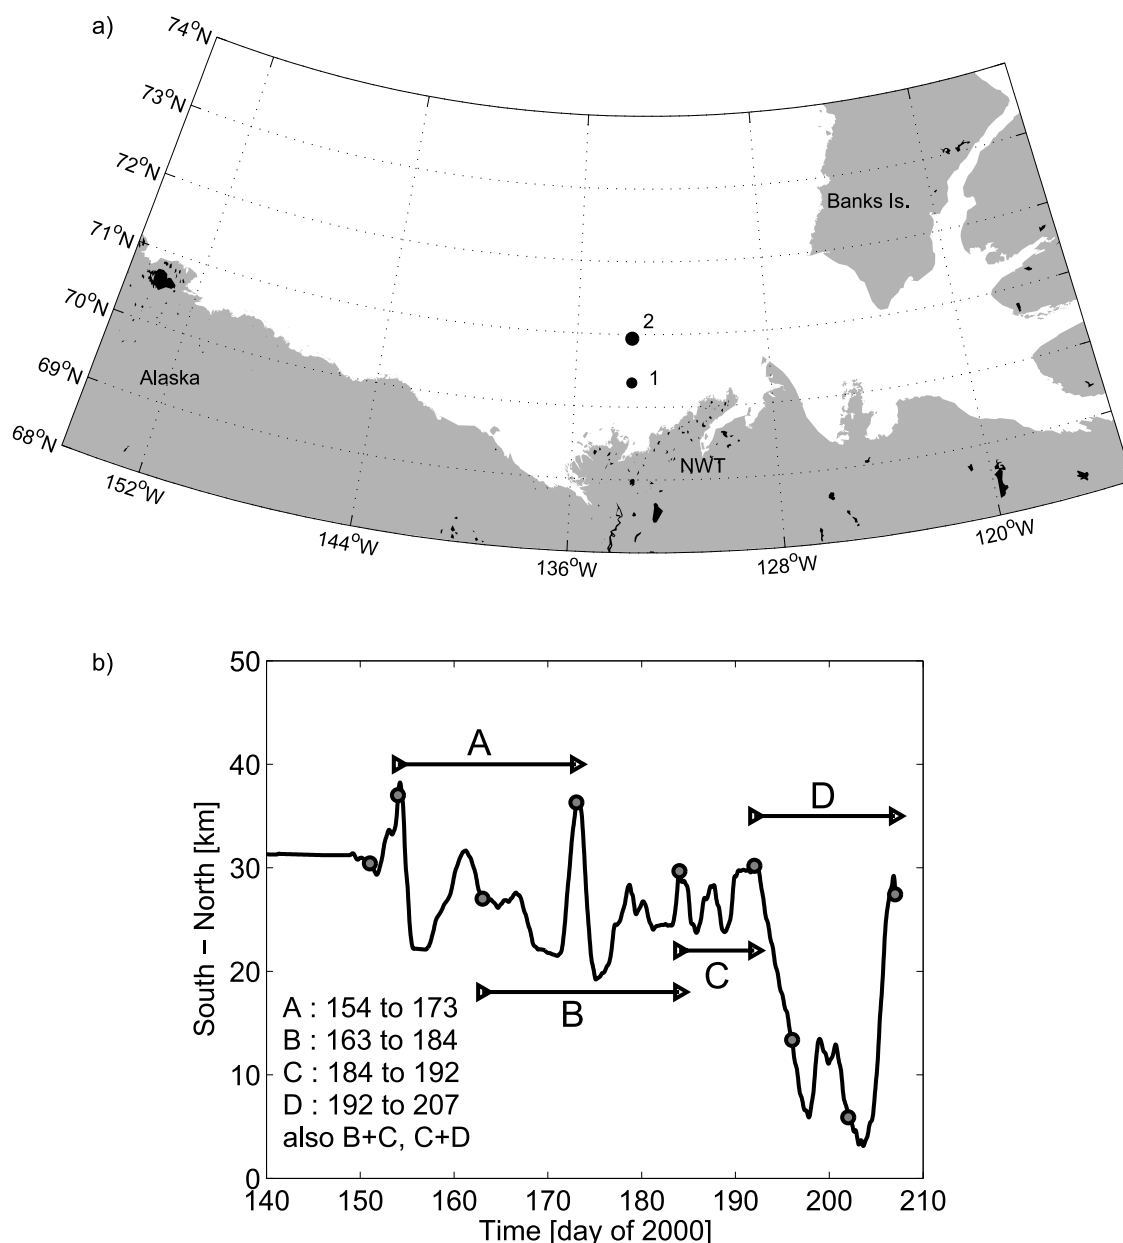 a)
74°N
73°N
72°N
71°N
70°N
69°N
68°N
152°W
144°W
136°W
128°W
120°W
Banks Is.
2
1
Alaska
NWT
b)
50
40
30
20
10
0
South – North [km]
A
D
C
B
A : 154 to 173
B : 163 to 184
C : 184 to 192
D : 192 to 207
also B+C, C+D
140 150 160 170 180 190 200 210
Time [day of 2000]